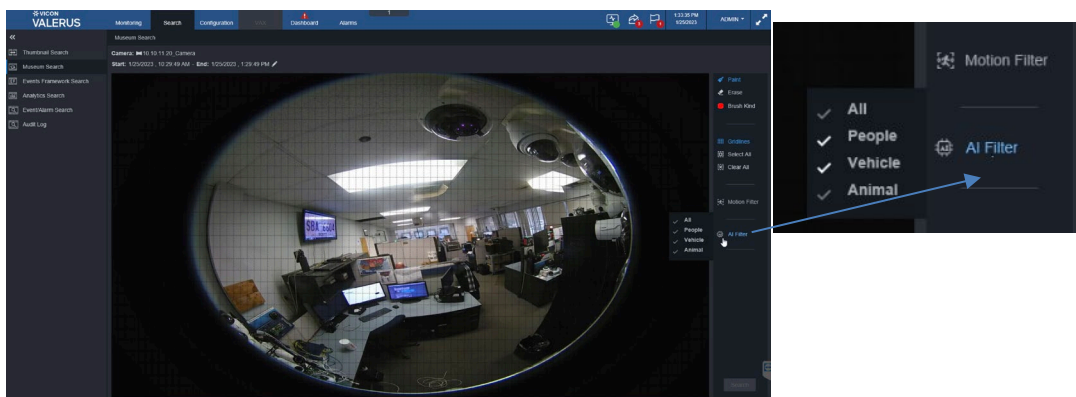 VICON
VALERUS
Monitoring
Search
Configuration
Dashboard
Alarms
1
1:33:35 PM
1/25/2023
ADMIN
Museum Search
Thumbnail Search
Museum Search
Events Framework Search
Analytics Search
Event/Alarm Search
Audit Log
Camera: 10.10.11.20_Camera
Start: 1/25/2023 , 10:29:49 AM - End: 1/25/2023 , 1:29:49 PM
Paint
Erase
Brush Kind
Gridlines
Select All
Clear All
Motion Filter
AI Filter
All
People
Vehicle
Animal
Search
Motion Filter
AI Filter
All
People
Vehicle
Animal